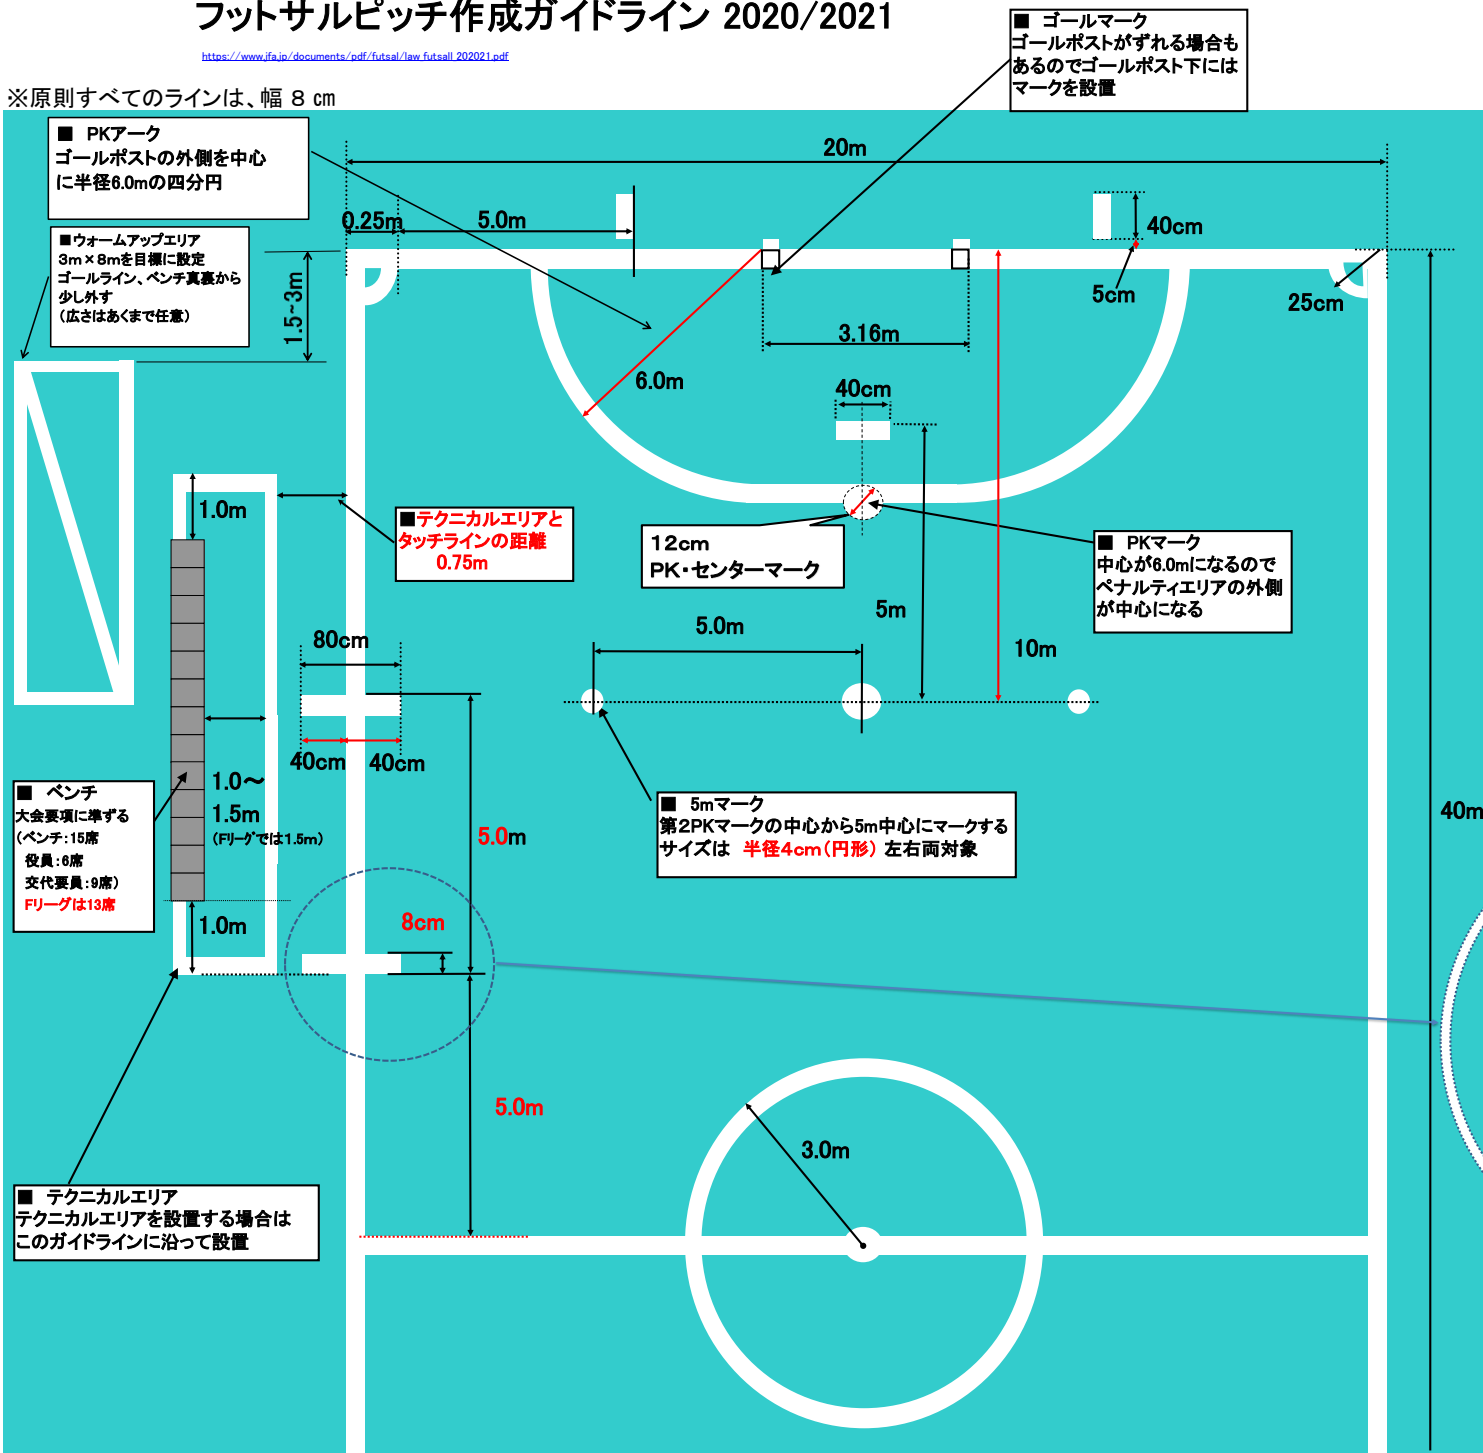 フットサルピッチ作成ガイドライン 2020/2021
https://www.jfa.jp/documents/pdf/futsal/law_futsall_202021.pdf
※原則すべてのラインは、幅 8 cm
■ ゴールマーク
ゴールポストがずれる場合も
あるのでゴールポスト下には
マークを設置
■ PKアーク
ゴールポストの外側を中心
に半径6.0mの四分円
20m
0.25m
5.0m
40cm
5cm
25cm
■ウォームアップエリア
3m×8mを目標に設定
ゴールライン、ベンチ真裏から
少し外す
(広さはあくまで任意)
1.5~3m
3.16m
6.0m
40cm
1.0m
■テクニカルエリアと
タッチラインの距離
0.75m
12cm
PK・センターマーク
■ PKマーク
中心が6.0mになるので
ペナルティエリアの外側
が中心になる
5m
5.0m
10m
80cm
40cm
40cm
1.0～
1.5m
(Fリーグでは1.5m)
■ ベンチ
大会要項に準ずる
(ベンチ:15席
役員:6席
交代要員:9席)
Fリーグは13席
■ 5mマーク
第2PKマークの中心から5m中心にマークする
サイズは 半径4cm(円形) 左右両対象
40m
5.0m
8cm
1.0m
5.0m
3.0m
■ テクニカルエリア
テクニカルエリアを設置する場合は
このガイドラインに沿って設置